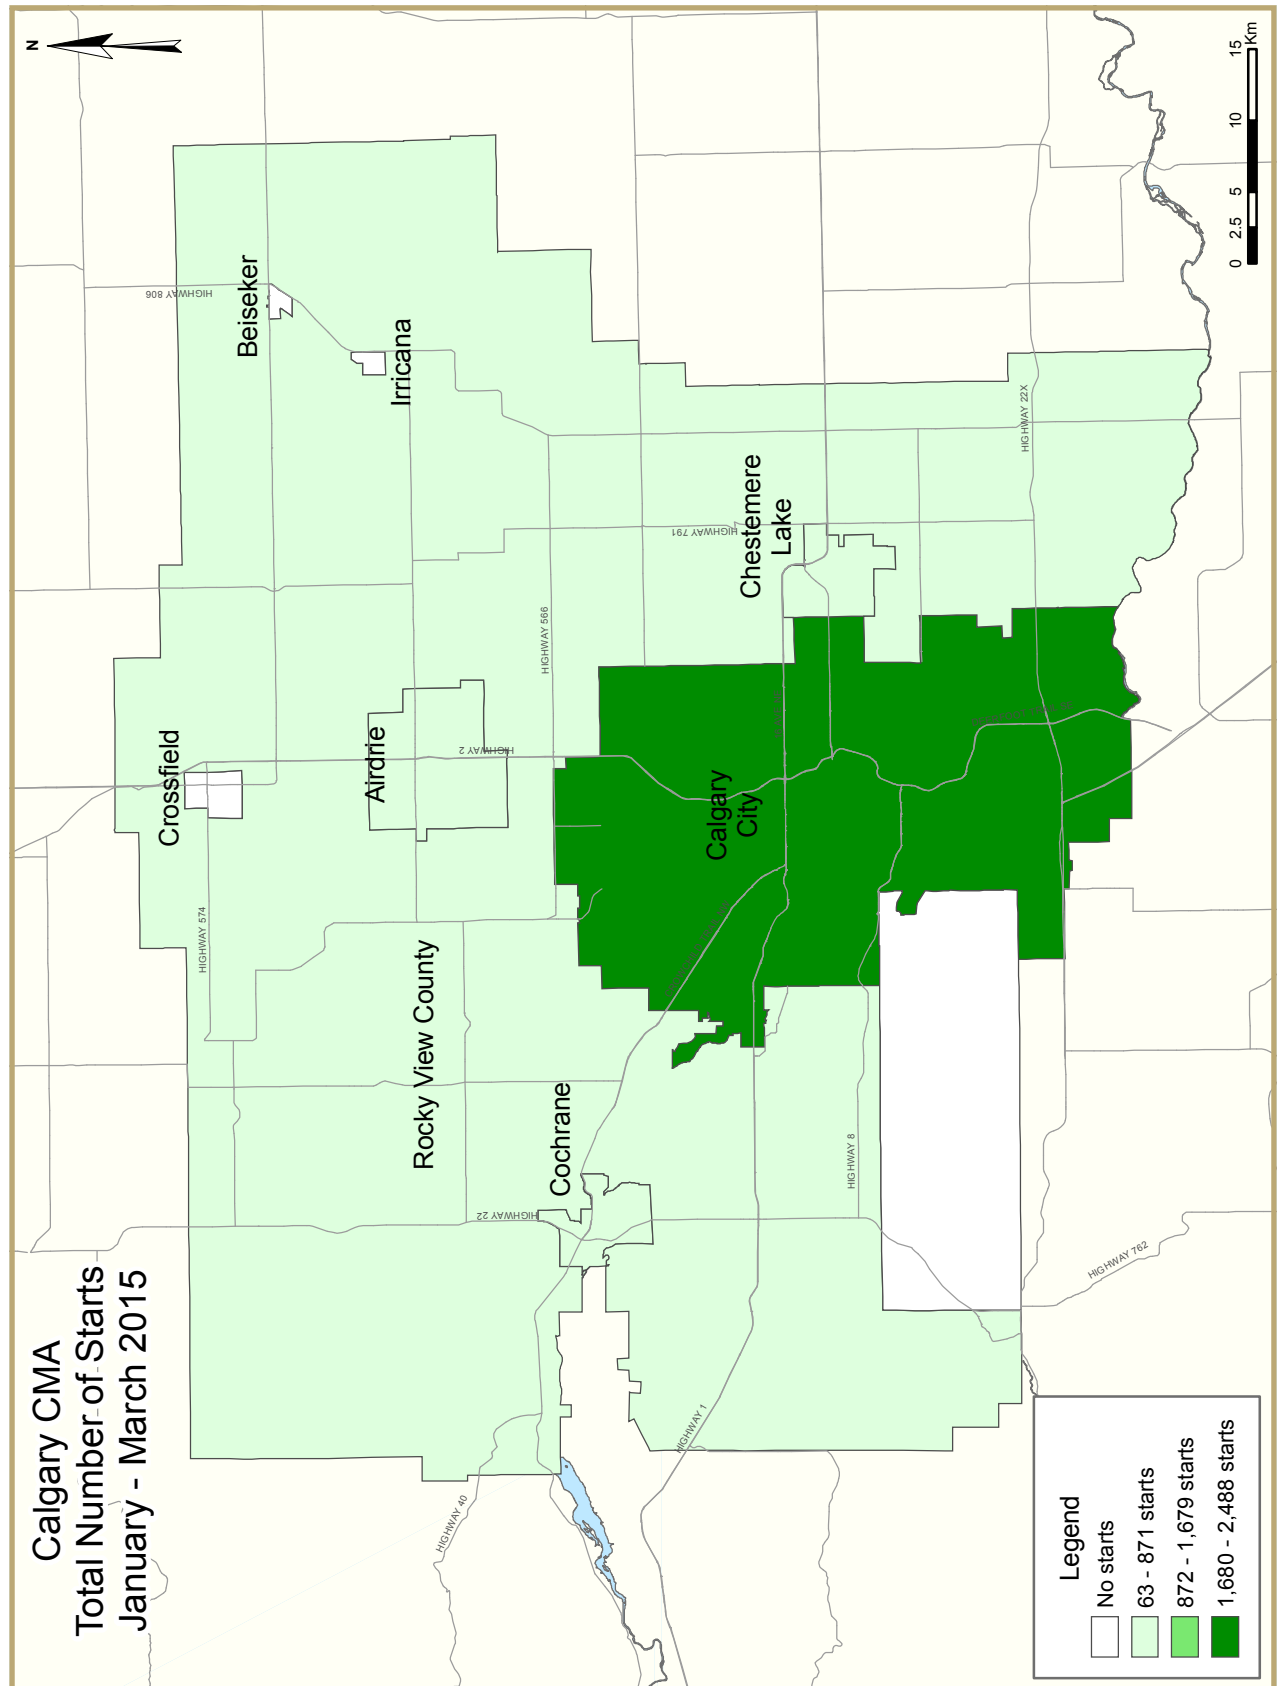 Calgary CMA
Total Number of Starts
January - March 2015
N
Crossfield
Beiseker
Irricana
Airdrie
Rocky View County
Cochrane
Calgary
City
Chestemere
Lake
HIGHWAY 574
HIGHWAY 806
HIGHWAY 2
HIGHWAY 566
HIGHWAY 791
HIGHWAY 22
HIGHWAY 40
HIGHWAY 1
HIGHWAY 8
HIGHWAY 22X
HIGHWAY 762
Legend
No starts
63 - 871 starts
872 - 1,679 starts
1,680 - 2,488 starts
0 2.5 5 10 15
Km